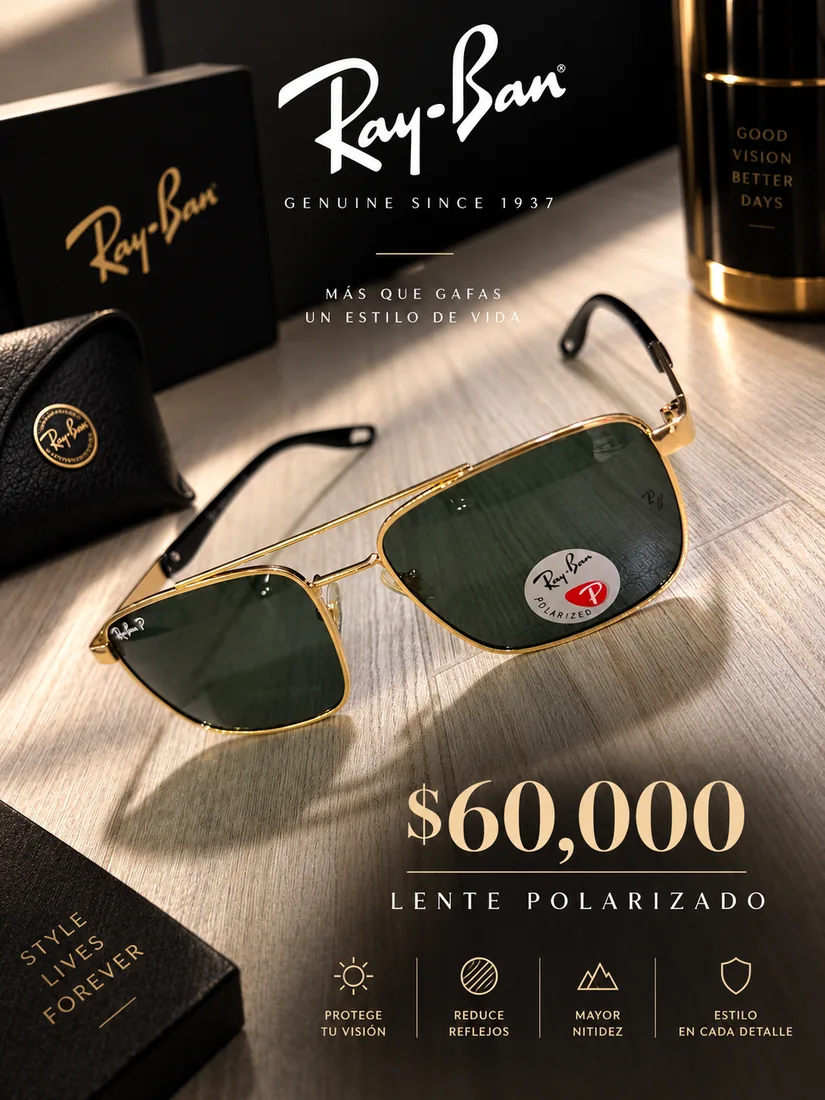 Ray-Ban®
GENUINE SINCE 1937
MÁS QUE GAFAS
UN ESTILO DE VIDA
Ray-Ban
GOOD
VISION
BETTER
DAYS
Ray-Ban
Ray-Ban P
Ray-Ban
P
POLARIZED
$60,000
LENTE POLARIZADO
STYLE
LIVES
FOREVER
PROTEGE
TU VISIÓN
REDUCE
REFLEJOS
MAYOR
NITIDEZ
ESTILO
EN CADA DETALLE